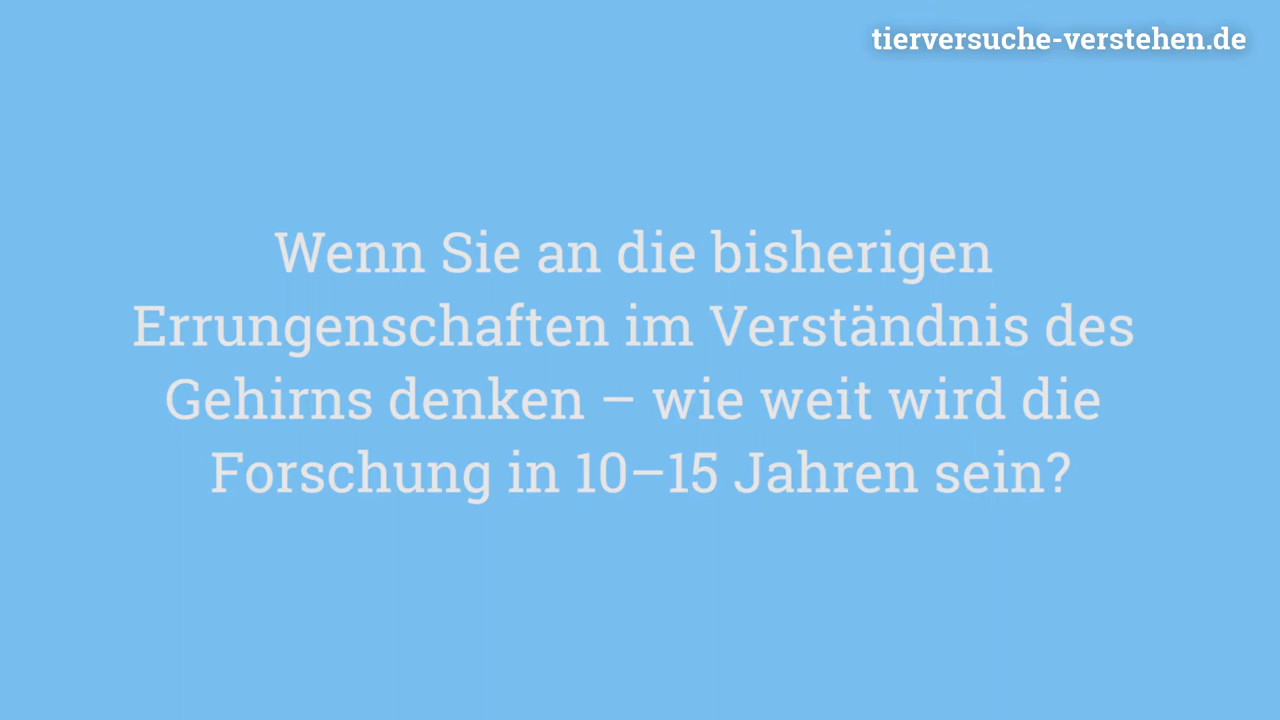 tierversuche-verstehen.de
Wenn Sie an die bisherigen
Errungenschaften im Verständnis des
Gehirns denken – wie weit wird die
Forschung in 10–15 Jahren sein?